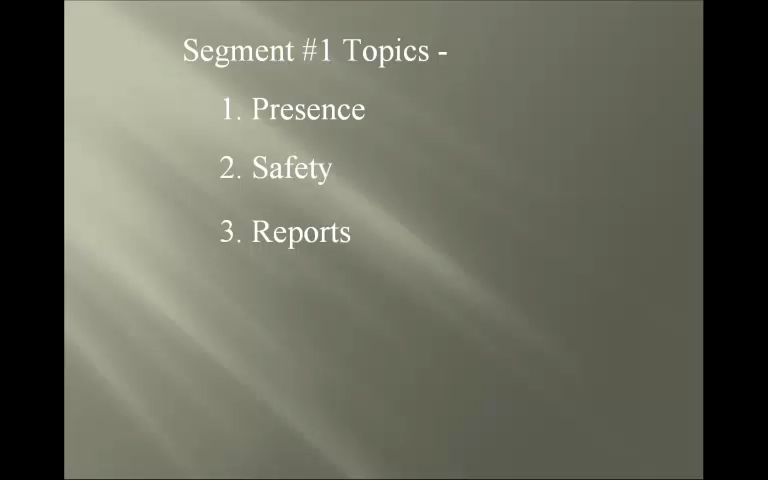 Segment #1 Topics -
1. Presence
2. Safety
3. Reports